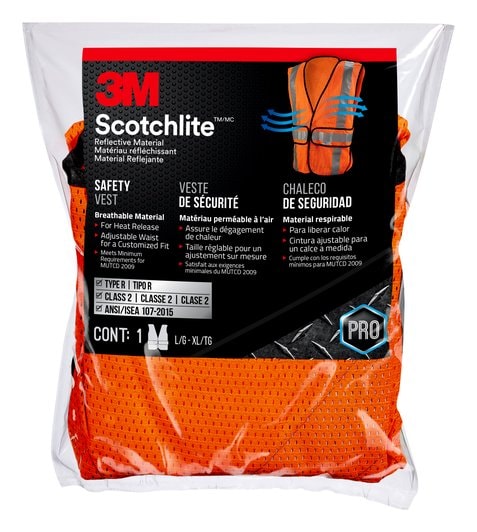 3M
Scotchlite™/MC
Reflective Material
Matériau réfléchissant
Material Reflejante
SAFETY
VEST
Breathable Material
For Heat Release
Adjustable Waist
for a Customized Fit
Meets Minimum
Requirements for
MUTCD 2009
VESTE
DE SÉCURITÉ
Matériau perméable à l'air
Assure le dégagement
de chaleur
Taille réglable pour un
ajustement sur mesure
Satisfait aux exigences
minimales du MUTCD 2009
CHALECO
DE SEGURIDAD
Material respirable
Para liberar calor
Cintura ajustable para
un calce a medida
Cumple con los requisitos
mínimos para MUTCD 2009
TYPE R | TIPO R
CLASS 2 | CLASSE 2 | CLASE 2
ANSI/ISEA 107-2015
CONT: 1 L/G - XL/TG
PRO